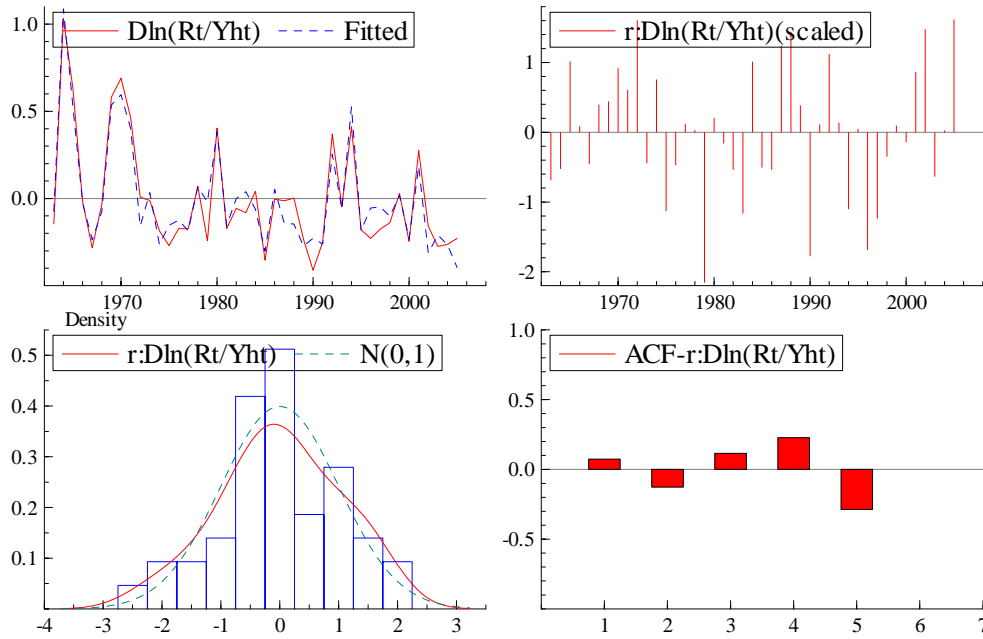 Dln(Rt/Yht) Fitted
1.0
0.5
0.0
1970 1980 1990 2000
r:Dln(Rt/Yht)(scaled)
1
0
-1
-2
1970 1980 1990 2000
Density
r:Dln(Rt/Yht) N(0,1)
0.5
0.4
0.3
0.2
0.1
-4 -3 -2 -1 0 1 2 3
ACF-r:Dln(Rt/Yht)
1.0
0.5
0.0
-0.5
1 2 3 4 5 6 7